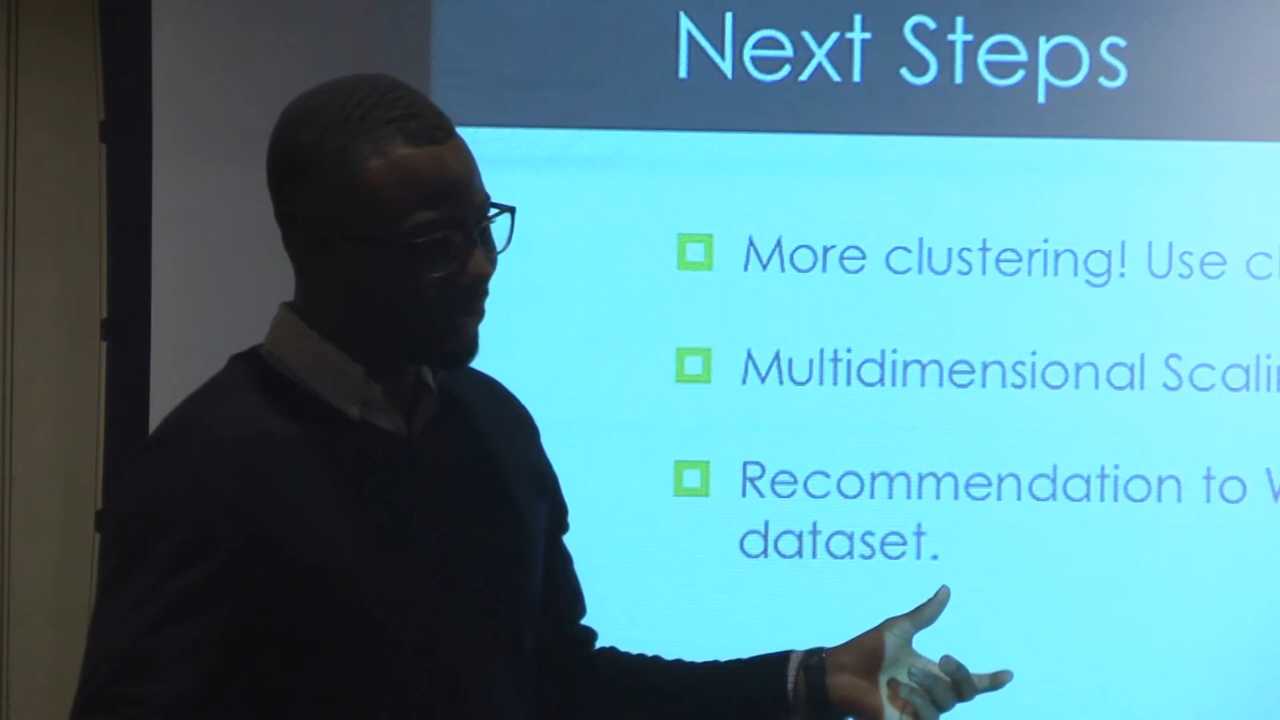 Next Steps
More clustering! Use
Multidimensional
Recommendation to
dataset.